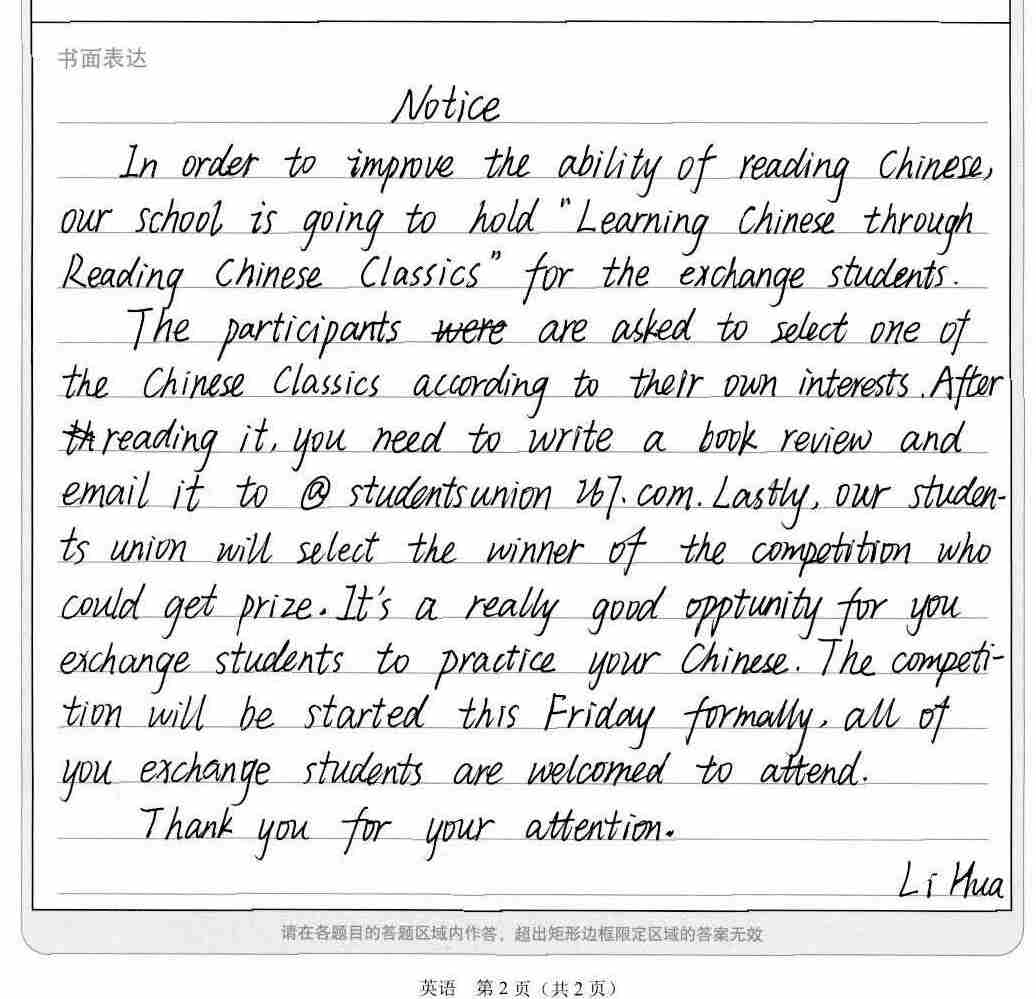 书面表达
Notice
In order to improve the ability of reading Chinese,
our school is going to hold "Learning Chinese through
Reading Chinese Classics" for the exchange students.
The participants were are asked to select one of
the Chinese Classics according to their own interests. After
th reading it, you need to write a book review and
email it to @ studentsunion 267. com. Lastly, our studen-
ts union will select the winner of the competition who
could get prize. It's a really good opptunity for you
exchange students to practice your Chinese. The competi-
tion will be started this Friday formally, all of
you exchange students are welcomed to attend.
Thank you for your attention.
Li Hua
请在各题目的答题区域内作答，超出矩形边框限定区域的答案无效
英语 第2页（共2页）